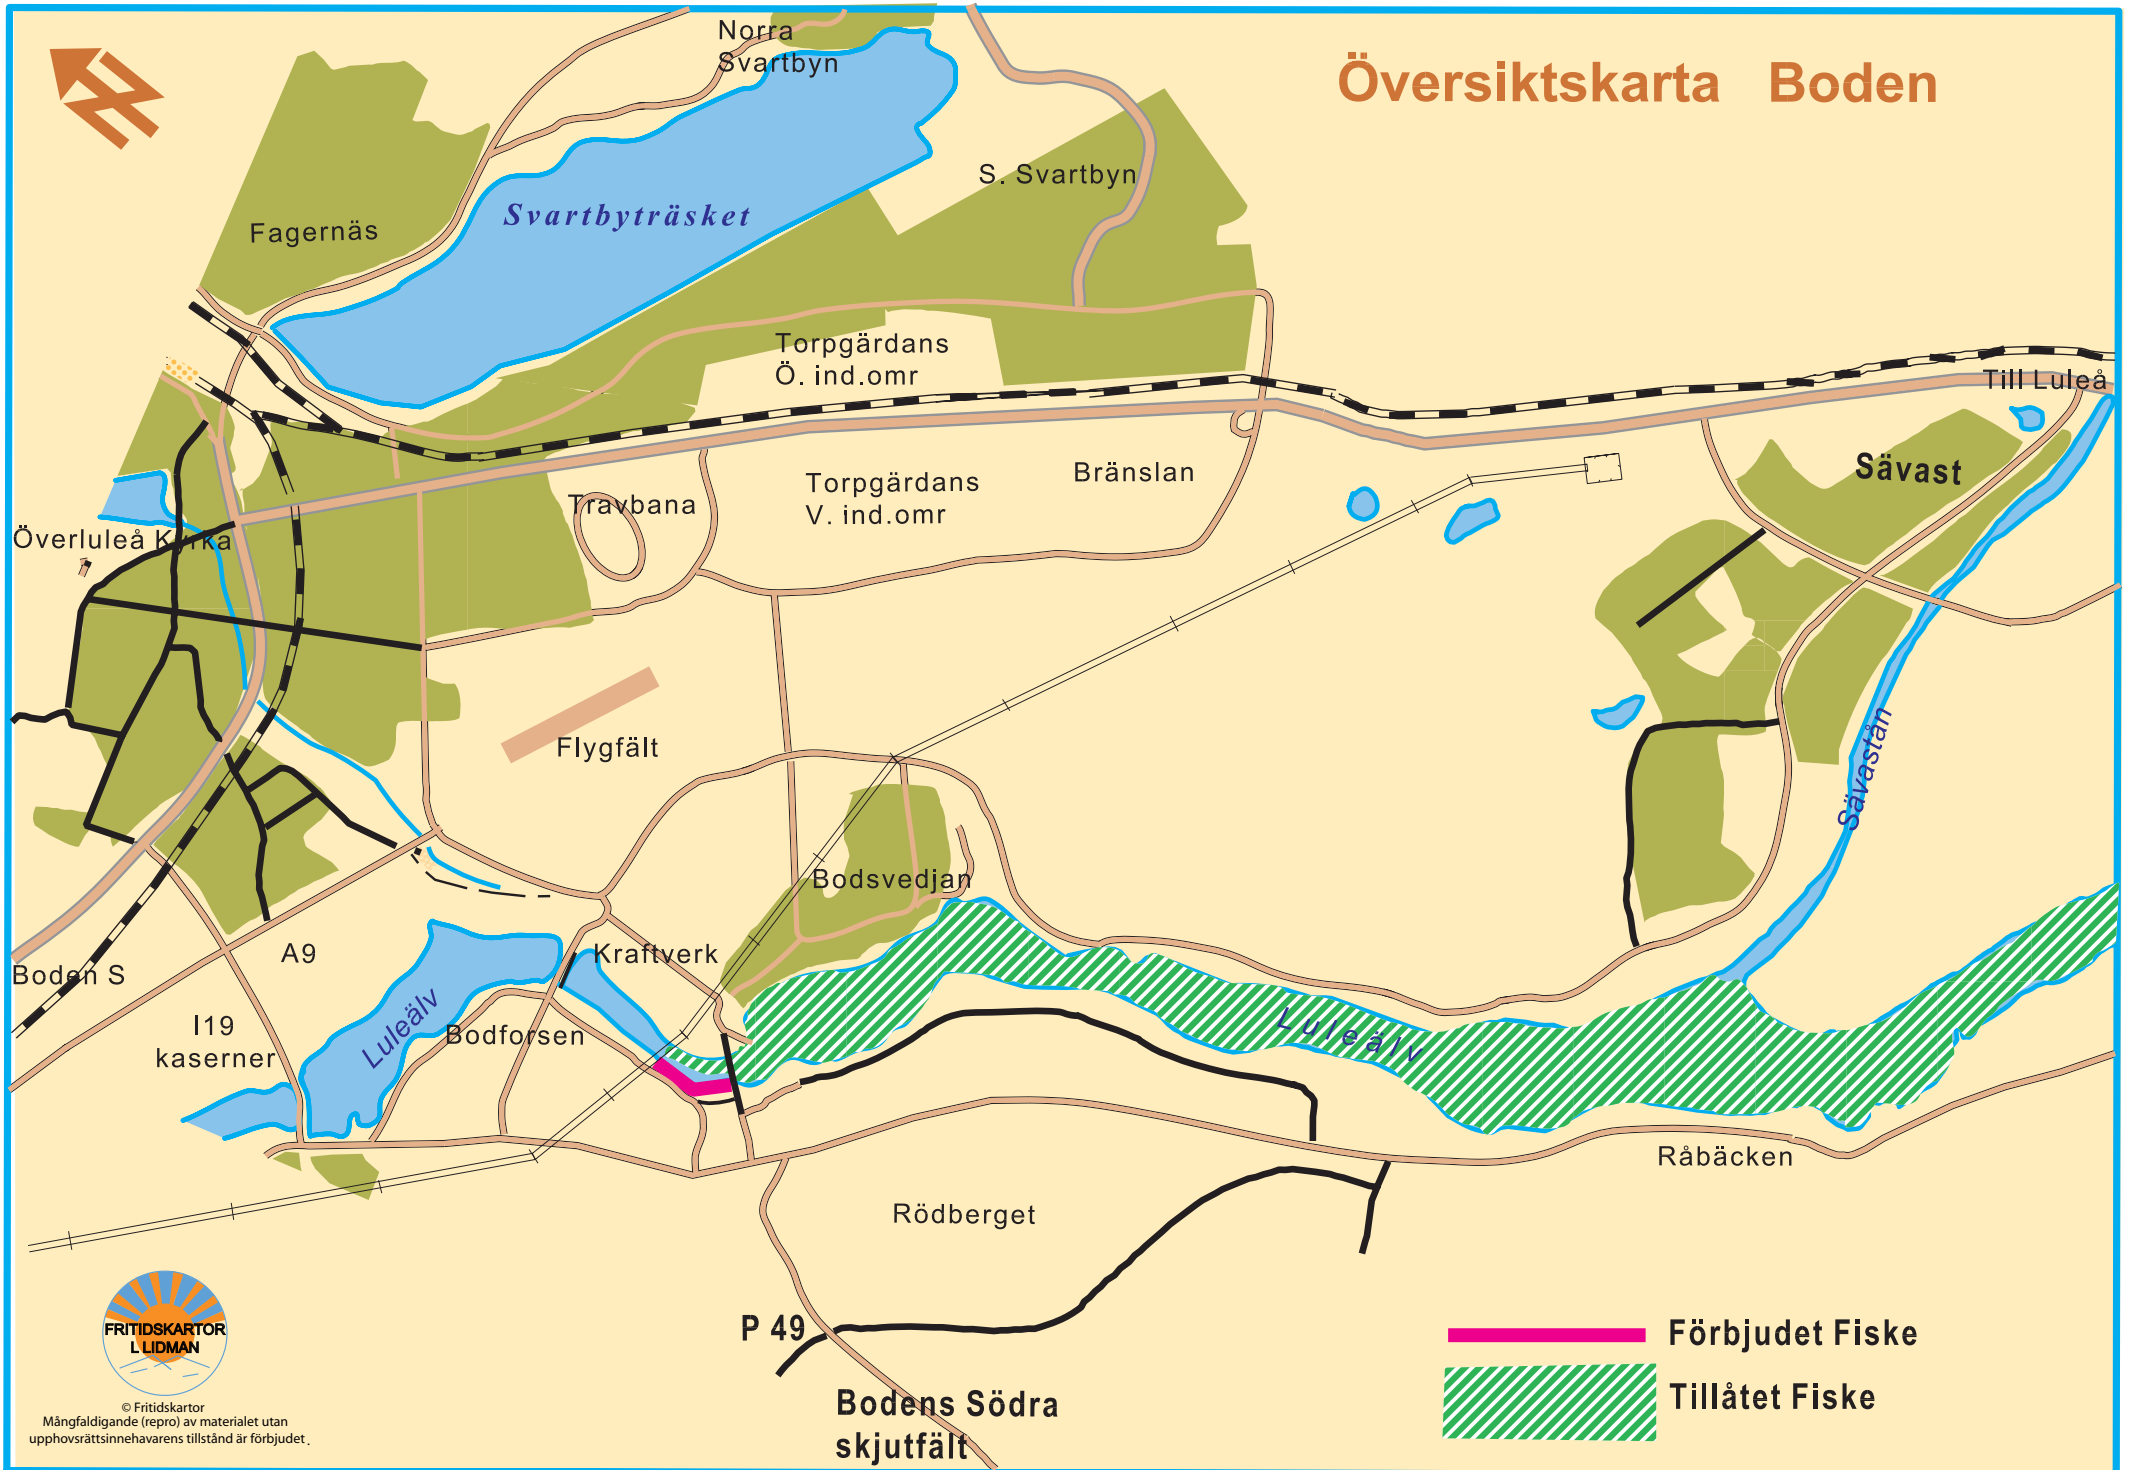 Översiktskarta Boden
Norra
Svartbyn
S. Svartbyn
Svartbyträsket
Fagernäs
Torpgärdans
Ö. ind.omr
Till Luleå
Sävast
Bränslan
Torpgärdans
V. ind.omr
Travbana
Överluleå Kyrka
Flygfält
Sävastån
Bodsvedjan
Kraftverk
A9
Boden S
I19
kaserner
Luleälv
Bodforsen
Luleälv
Råbäcken
Rödberget
P 49
Bodens Södra
skjutfält
Förbjudet Fiske
Tillåtet Fiske
FRITIDSKARTOR
L LIDMAN
© Fritidskartor
Mångfaldigande (repro) av materialet utan
upphovsrättsinnehavarens tillstånd är förbjudet.